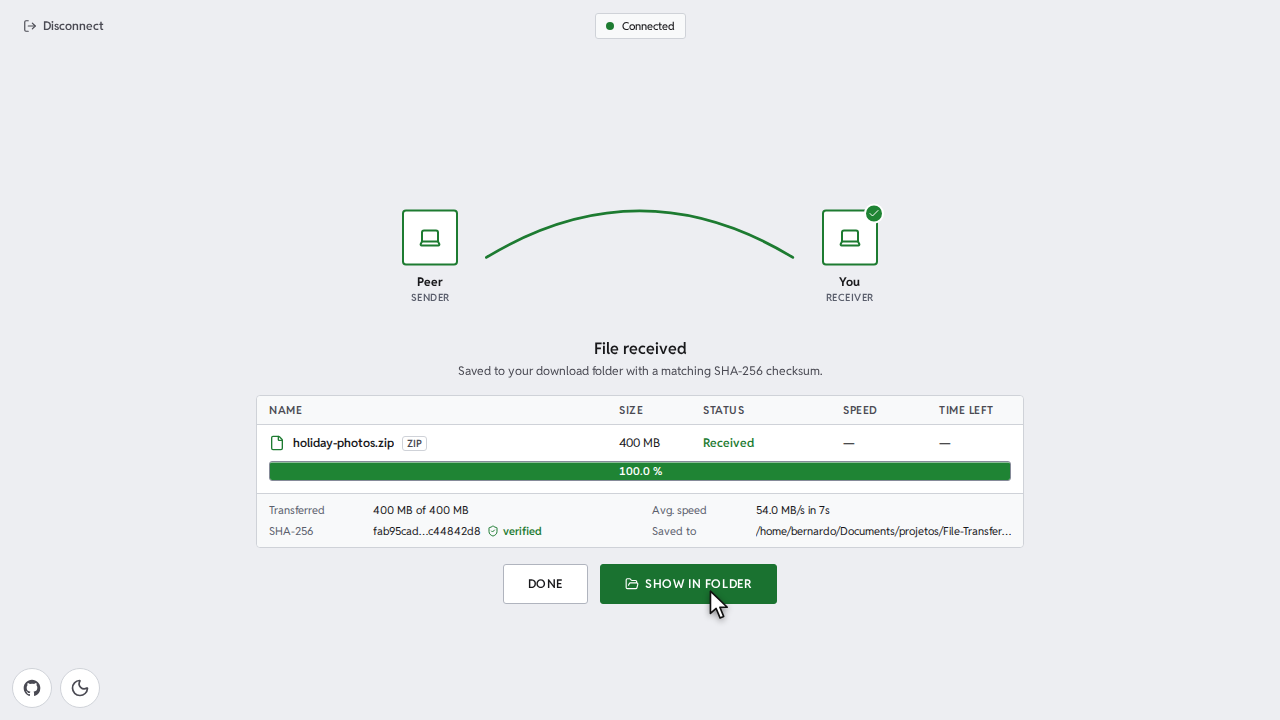 Disconnect
Connected
Peer
SENDER
You
RECEIVER
File received
Saved to your download folder with a matching SHA-256 checksum.
NAME SIZE STATUS SPEED TIME LEFT
holiday-photos.zip ZIP 400 MB Received — —
100.0 %
Transferred 400 MB of 400 MB Avg. speed 54.0 MB/s in 7s
SHA-256 fab95cad...c44842d8 verified Saved to /home/bernardo/Documents/projetos/File-Transfer...
DONE SHOW IN FOLDER